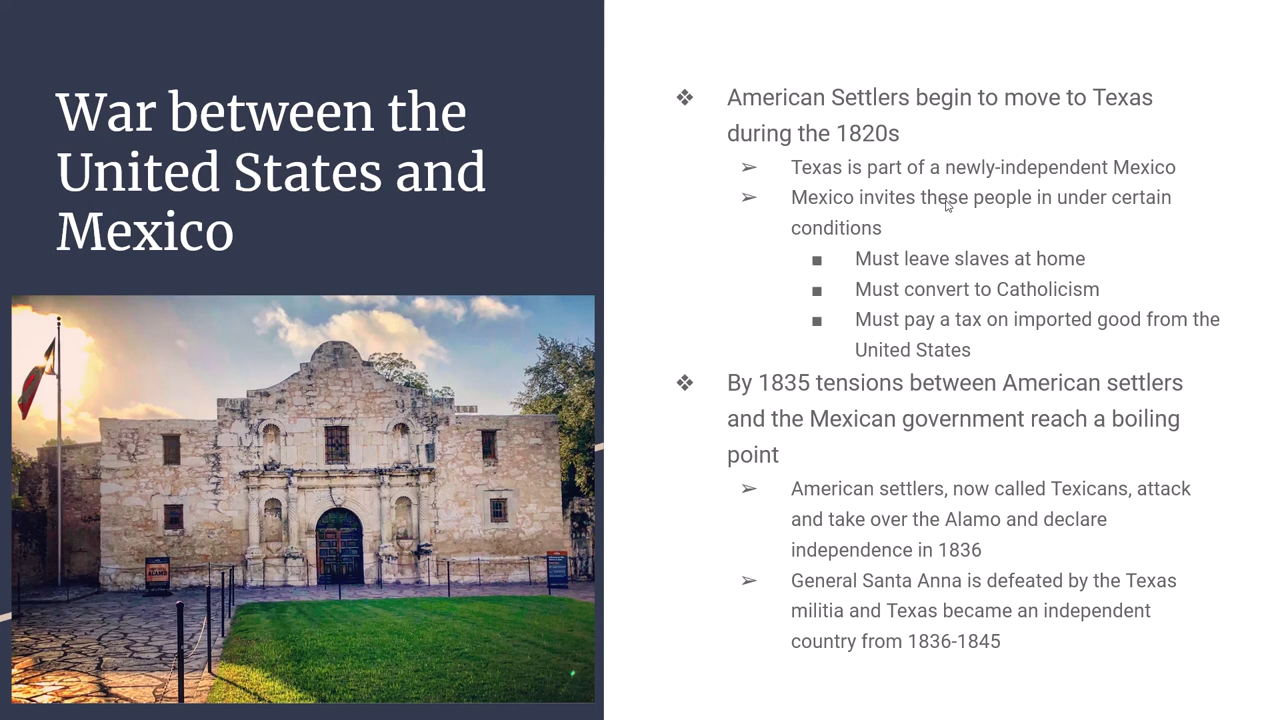 War between the
United States and
Mexico
❖ American Settlers begin to move to Texas
during the 1820s
➢ Texas is part of a newly-independent Mexico
➢ Mexico invites these people in under certain
conditions
■ Must leave slaves at home
■ Must convert to Catholicism
■ Must pay a tax on imported good from the
United States
❖ By 1835 tensions between American settlers
and the Mexican government reach a boiling
point
➢ American settlers, now called Texicans, attack
and take over the Alamo and declare
independence in 1836
➢ General Santa Anna is defeated by the Texas
militia and Texas became an independent
country from 1836-1845
ALAMO